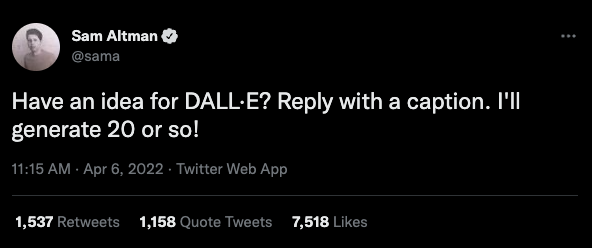 Sam Altman
@sama
Have an idea for DALL·E? Reply with a caption. I'll
generate 20 or so!
11:15 AM · Apr 6, 2022 · Twitter Web App
1,537 Retweets 1,158 Quote Tweets 7,518 Likes